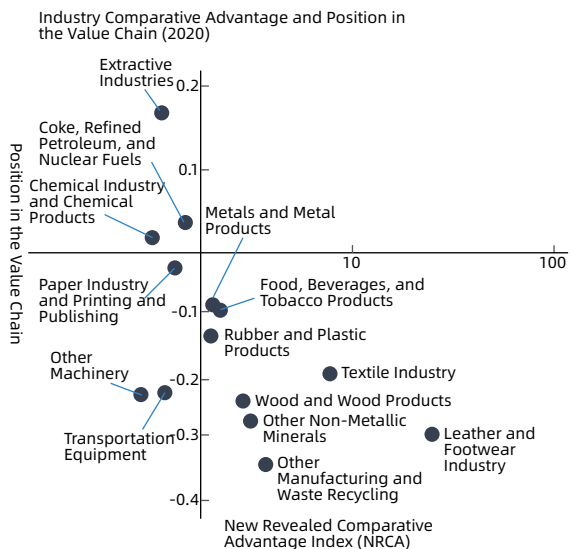 Industry Comparative Advantage and Position in
the Value Chain (2020)
Extractive
Industries
0.2
Coke, Refined
Petroleum, and
Nuclear Fuels
0.1
Chemical Industry
and Chemical
Products
Metals and Metal
Products
Position in the Value Chain
10
100
Paper Industry
and Printing and
Publishing
Food, Beverages, and
Tobacco Products
-0.1
Rubber and Plastic
Products
Other
Machinery
-0.2
Textile Industry
Wood and Wood Products
Transportation
Equipment
-0.3
Other Non-Metallic
Minerals
Leather and
Footwear
Industry
Other
Manufacturing and
Waste Recycling
-0.4
New Revealed Comparative
Advantage Index (NRCA)